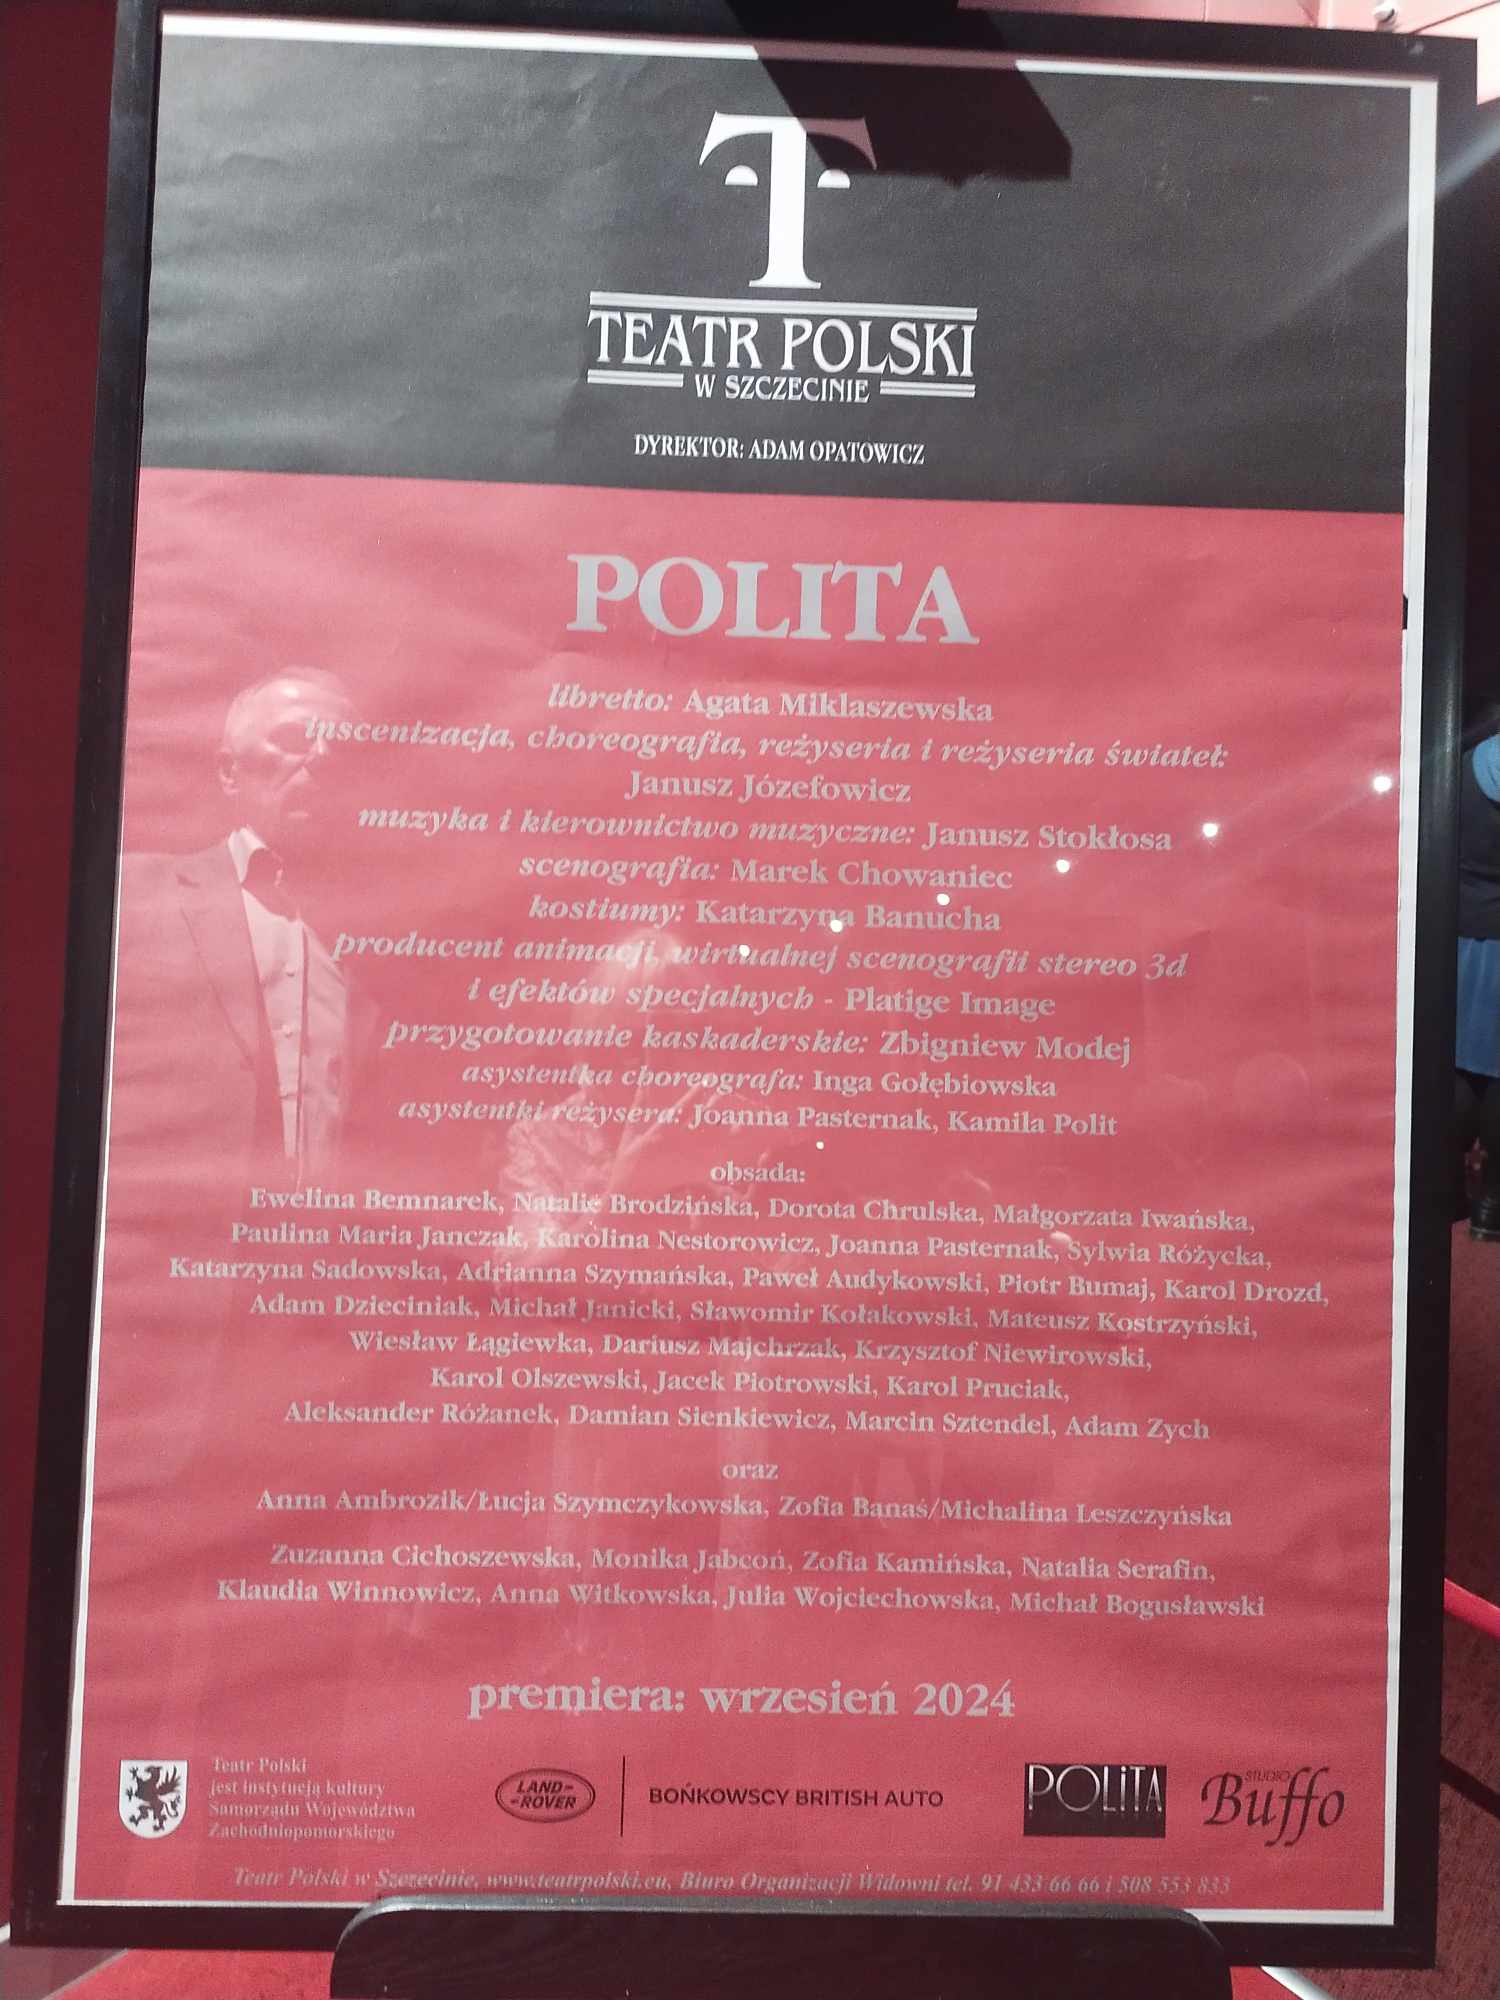 TEATR POLSKI
W SZCZECINIE
DYREKTOR: ADAM OPATOWICZ
POLITA
libretto: Agata Miklaszewska
inscenizacja, choreografia, reżyseria i reżyseria świateł:
Janusz Józefowicz
muzyka i kierownictwo muzyczne: Janusz Stokłosa
scenografia: Marek Chowaniec
kostiumy: Katarzyna Banucha
producent animacji, wirtualnej scenografii stereo 3d
i efektów specjalnych - Platige Image
przygotowanie kaskaderskie: Zbigniew Modej
asystentka choreografa: Inga Gołębiowska
asystentki reżysera: Joanna Pasternak, Kamila Polit
obsada:
Ewelina Bemnarek, Natalie Brodzińska, Dorota Chrulska, Małgorzata Iwańska,
Paulina Maria Janczak, Karolina Nestorowicz, Joanna Pasternak, Sylwia Różycka,
Katarzyna Sadowska, Adrianna Szymańska, Paweł Audykowski, Piotr Bumaj, Karol Drozd,
Adam Dzieciniak, Michał Janicki, Sławomir Kołakowski, Mateusz Kostrzyński,
Wiesław Łągiewka, Dariusz Majchrzak, Krzysztof Niewirowski,
Karol Olszewski, Jacek Piotrowski, Karol Pruciak,
Aleksander Różanek, Damian Sienkiewicz, Marcin Sztendel, Adam Zych
oraz
Anna Ambrozik/Łucja Szymczykowska, Zofia Banaś/Michalina Leszczyńska
Zuzanna Cichoszewska, Monika Jabcoń, Zofia Kamińska, Natalia Serafin,
Klaudia Winnowicz, Anna Witkowska, Julia Wojciechowska, Michał Bogusławski
premiera: wrzesień 2024
Teatr Polski
jest instytucją kultury
Samorządu Województwa
Zachodniopomorskiego
LAND-
-ROVER
BOŃKOWSCY BRITISH AUTO
POLiTA
STUDIO
Buffo
Teatr Polski w Szczecinie, www.teatrpolski.eu, Biuro Organizacji Widowni tel. 91 433 66 66 i 508 553 833